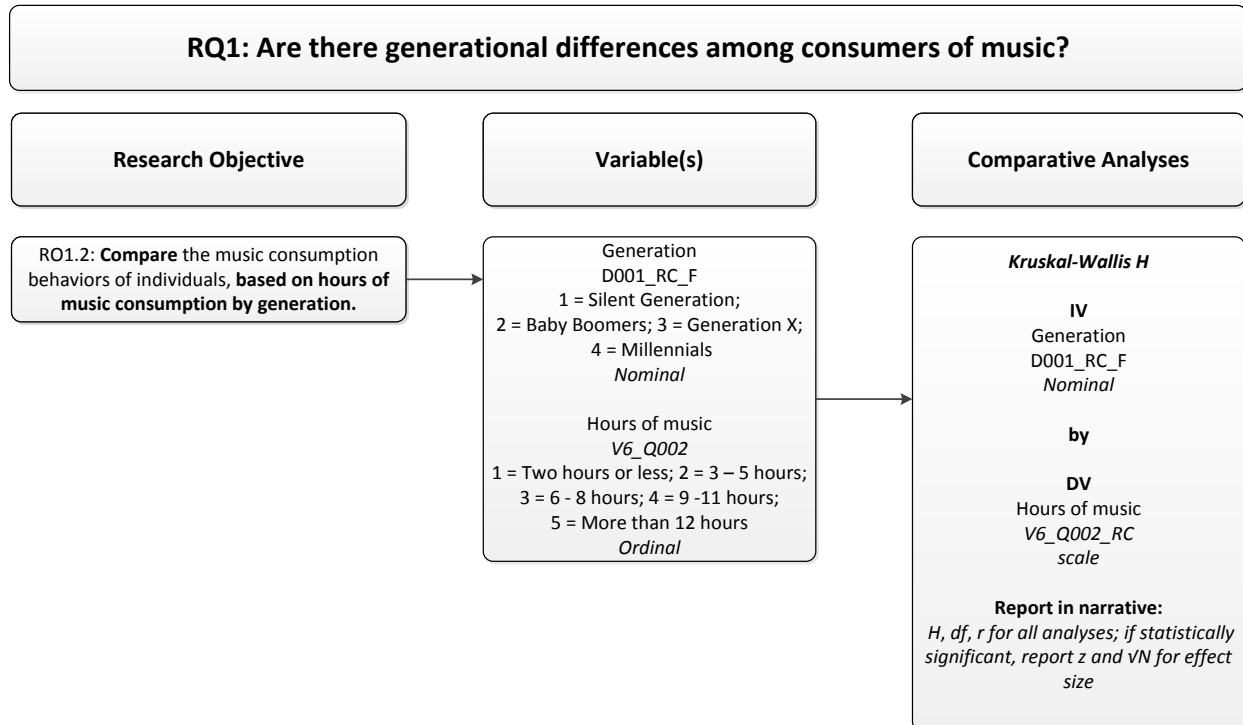 RQ1: Are there generational differences among consumers of music?
Research Objective
Variable(s)
Comparative Analyses
RO1.2: Compare the music consumption
behaviors of individuals, based on hours of
music consumption by generation.
Generation
D001_RC_F
1 = Silent Generation;
2 = Baby Boomers; 3 = Generation X;
4 = Millennials
Nominal
Hours of music
V6_Q002
1 = Two hours or less; 2 = 3 – 5 hours;
3 = 6 - 8 hours; 4 = 9 -11 hours;
5 = More than 12 hours
Ordinal
Kruskal-Wallis H
IV
Generation
D001_RC_F
Nominal
by
DV
Hours of music
V6_Q002_RC
scale
Report in narrative:
H, df, r for all analyses; if statistically
significant, report z and √N for effect
size